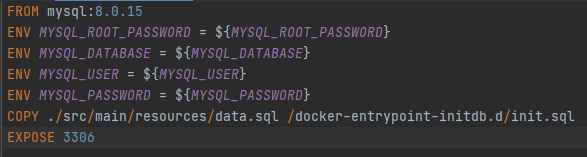 FROM mysql:8.0.15
ENV MYSQL_ROOT_PASSWORD = ${MYSQL_ROOT_PASSWORD}
ENV MYSQL_DATABASE = ${MYSQL_DATABASE}
ENV MYSQL_USER = ${MYSQL_USER}
ENV MYSQL_PASSWORD = ${MYSQL_PASSWORD}
COPY ./src/main/resources/data.sql /docker-entrypoint-initdb.d/init.sql
EXPOSE 3306